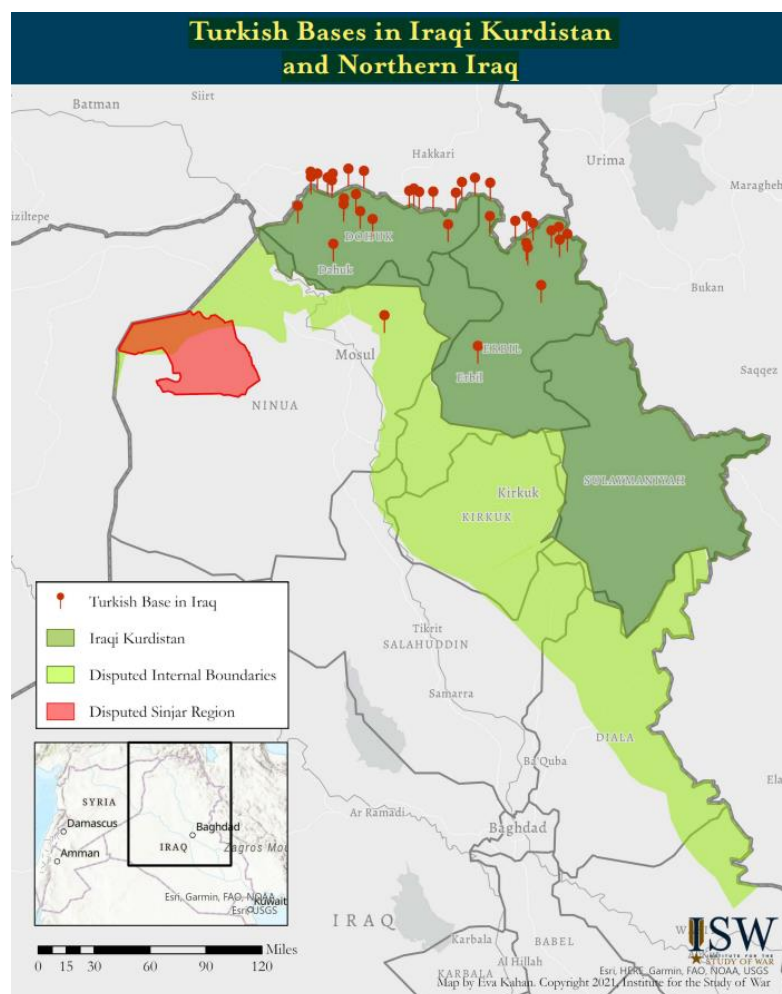 Turkish Bases in Iraqi Kurdistan
and Northern Iraq
Siirt
Batman
Hakkari
Urima
Maragheh
iziltepe
DOHUK
Dahuk
Bukan
Mosul
ERBIL
Erbil
Saqqez
NINUA
SULAYMANIYAH
Kirkuk
KIRKUK
Turkish Base in Iraq
Iraqi Kurdistan
Disputed Internal Boundaries
Disputed Sinjar Region
Tikrit
SALAHUDDIN
Samarra
DIALA
Ba'Quba
Ela
Ar Ramadi
Baghdad
SYRIA
Damascus
Baghdad
IRAQ
Amman
Zagros Mou
Esri, Garmin, FAO, NOAA,
Esri, USGS
Kuwait
IRAQ
Karbala
BABEL
Al Hillah
KARBALA
Miles
0 15 30 60 90 120
ISW
INSTITUTE FOR THE
STUDY OF WAR
Esri, HERE, Garmin, FAO, NOAA, USGS
Map by Eva Kahan. Copyright 2021, Institute for the Study of War